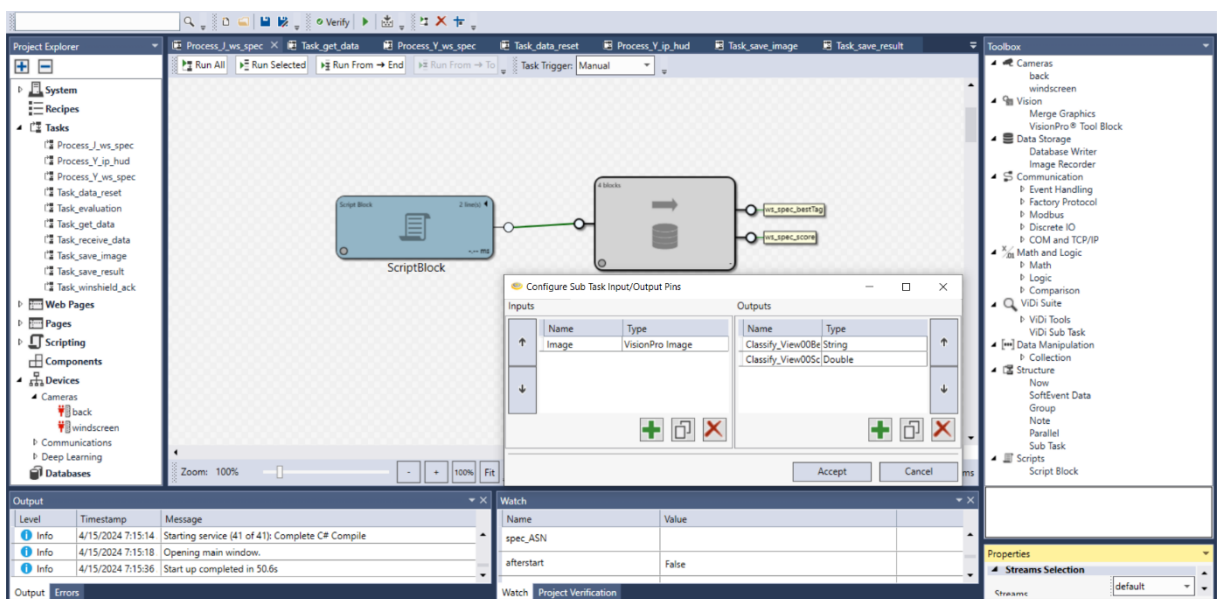 Verify
Project Explorer
Process_J_ws_spec
Task_get_data
Process_Y_ws_spec
Task_data_reset
Process_Y_ip_hud
Task_save_image
Task_save_result
Toolbox
Run All
Run Selected
Run From → End
Run From → To
Task Trigger:
Manual
System
Recipes
Tasks
Process_J_ws_spec
Process_Y_ip_hud
Process_Y_ws_spec
Task_data_reset
Task_evaluation
Task_get_data
Task_receive_data
Task_save_image
Task_save_result
Task_winshield_ack
Web Pages
Pages
Scripting
Components
Devices
Cameras
back
windscreen
Communications
Deep Learning
Databases
Script Block
2 line(s)
-.-- ms
ScriptBlock
4 blocks
ws_spec_bestTag
ws_spec_score
Configure Sub Task Input/Output Pins
Inputs
Name Type
Image VisionPro Image
Outputs
Name Type
Classify_View00Be String
Classify_View00Sc Double
Accept
Cancel
Zoom: 100%
- + 100% Fit
ms
Cameras
back
windscreen
Vision
Merge Graphics
VisionPro® Tool Block
Data Storage
Database Writer
Image Recorder
Communication
Event Handling
Factory Protocol
Modbus
Discrete IO
COM and TCP/IP
Math and Logic
Math
Logic
Comparison
ViDi Suite
ViDi Tools
ViDi Sub Task
Data Manipulation
Collection
Structure
Now
SoftEvent Data
Group
Note
Parallel
Sub Task
Scripts
Script Block
Output
Level Timestamp Message
Info 4/15/2024 7:15:14 Starting service (41 of 41): Complete C# Compile
Info 4/15/2024 7:15:18 Opening main window.
Info 4/15/2024 7:15:36 Start up completed in 50.6s
Output Errors
Watch
Name Value
spec_ASN
afterstart False
Watch Project Verification
Properties
Streams Selection
Streams default